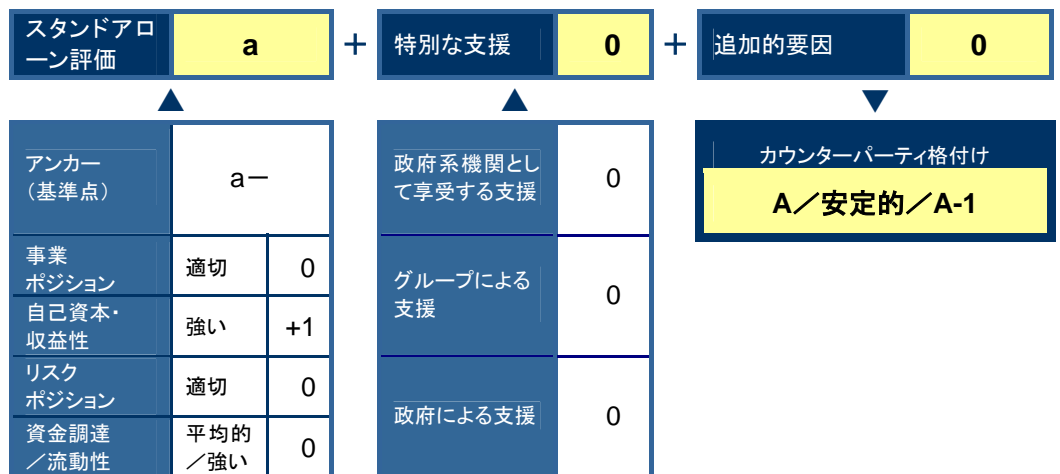 スタンドアロ
ーン評価
a
+
特別な支援
0
+
追加的要因
0
アンカー
（基準点）
a－
事業
ポジション
適切
0
自己資本・
収益性
強い
+1
リスク
ポジション
適切
0
資金調達
／流動性
平均的
／強い
0
政府系機関とし
て享受する支援
0
グループによる
支援
0
政府による支援
0
カウンターパーティ格付け
A／安定的／A-1